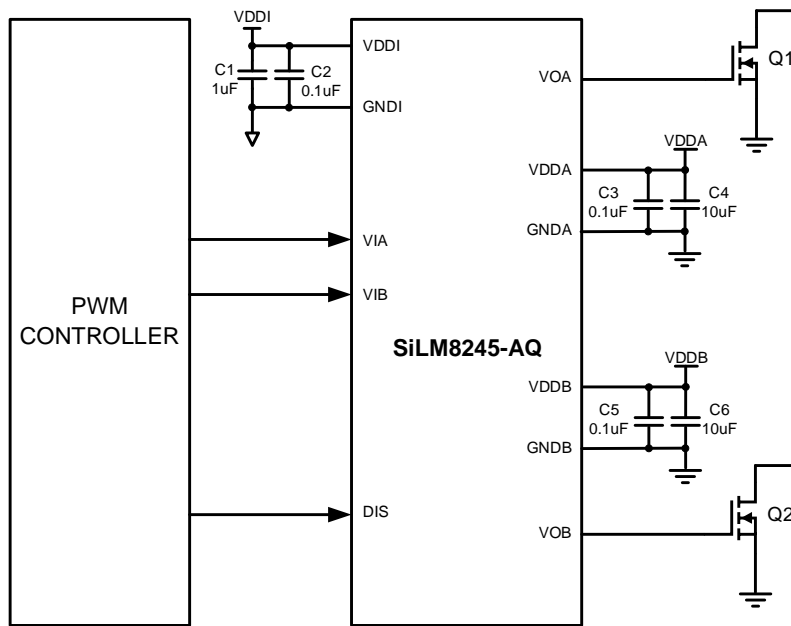 VDDI
C1
1uF
C2
0.1uF
VDDI
GNDI
VIA
VIB
DIS
PWM
CONTROLLER
SiLM8245-AQ
VOA
Q1
VDDA
VDDA
C3
0.1uF
C4
10uF
GNDA
VDDB
VDDB
C5
0.1uF
C6
10uF
GNDB
VOB
Q2